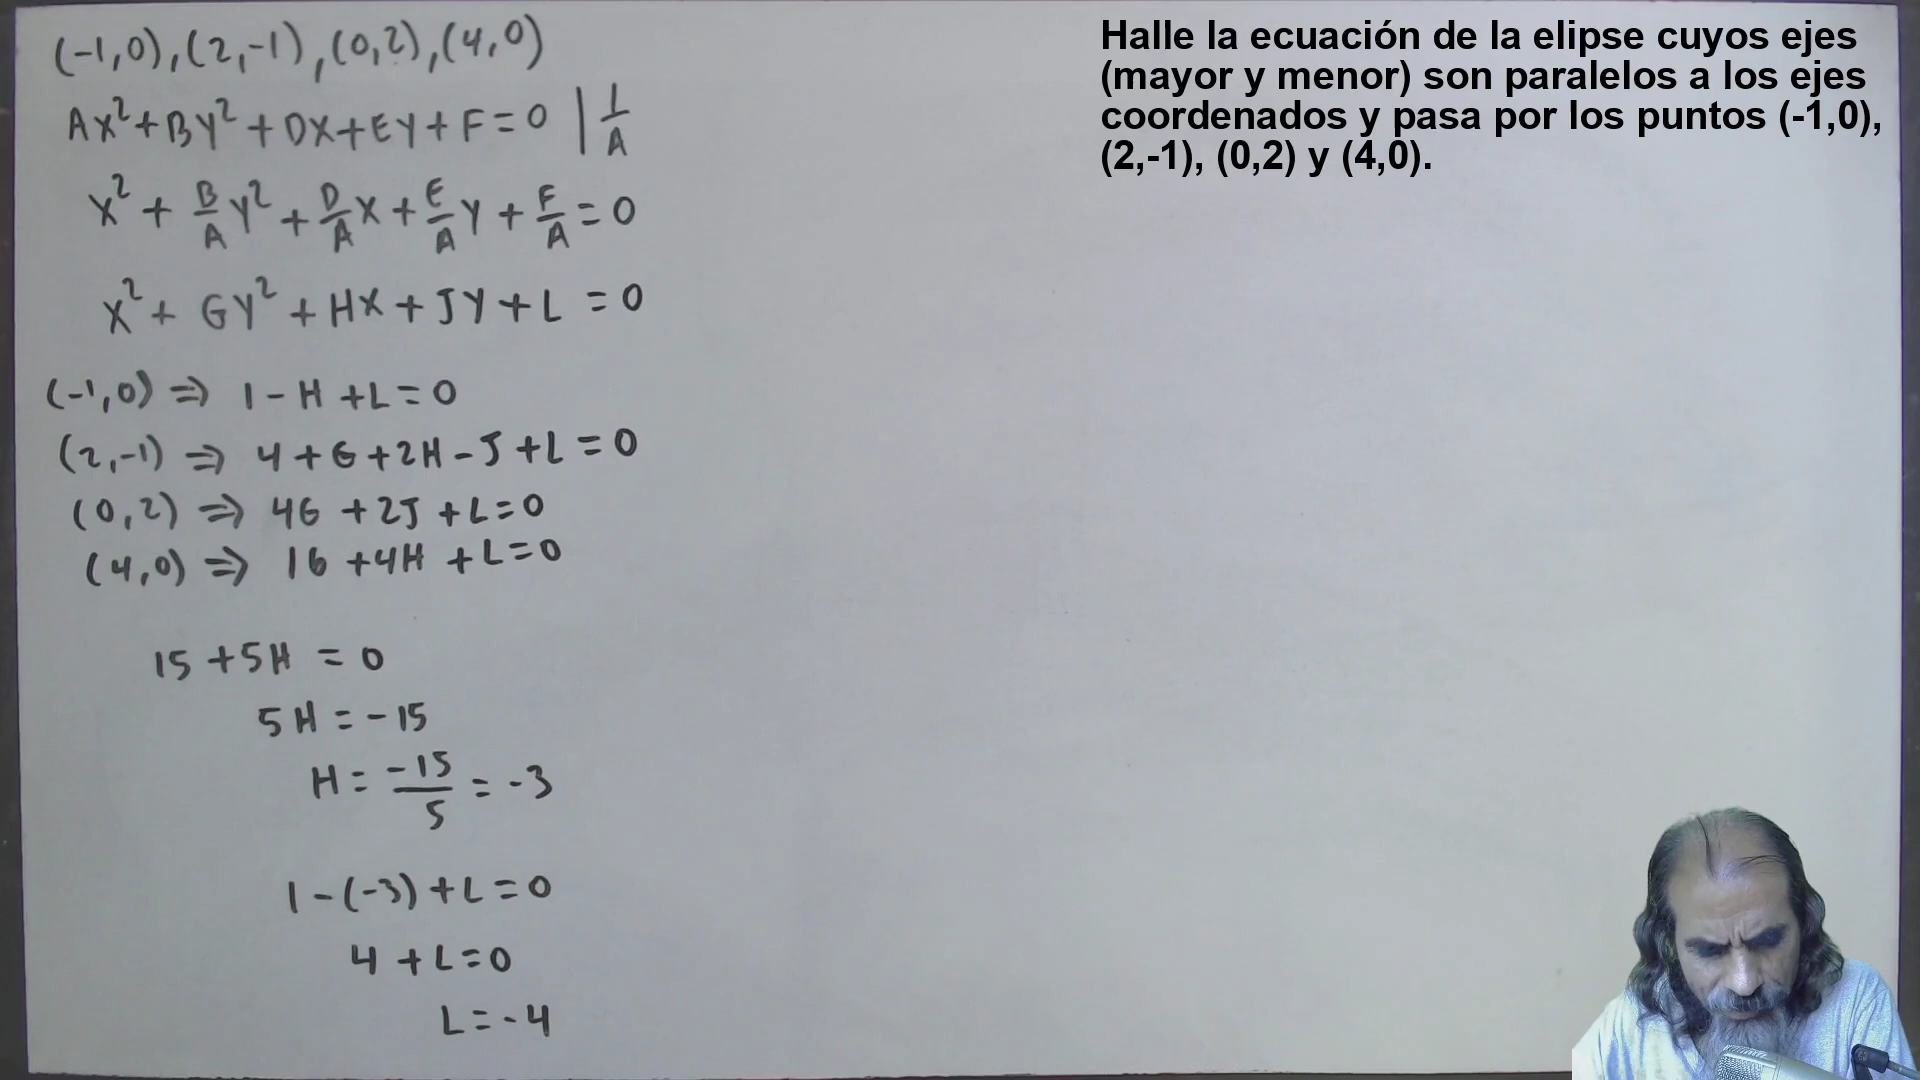 (-1,0),(2,-1),(0,2),(4,0)
Ax²+By²+Dx+Ey+F=0 | 1/A
x²+B/A y²+D/A x+E/A y+F/A=0
x²+Gy²+Hx+Jy+L=0
(-1,0) ⇒ 1-H+L=0
(2,-1) ⇒ 4+G+2H-J+L=0
(0,2) ⇒ 4G+2J+L=0
(4,0) ⇒ 16+4H+L=0
15+5H=0
5H=-15
H=-15/5=-3
1-(-3)+L=0
4+L=0
L=-4
Halle la ecuación de la elipse cuyos ejes
(mayor y menor) son paralelos a los ejes
coordenados y pasa por los puntos (-1,0),
(2,-1), (0,2) y (4,0).